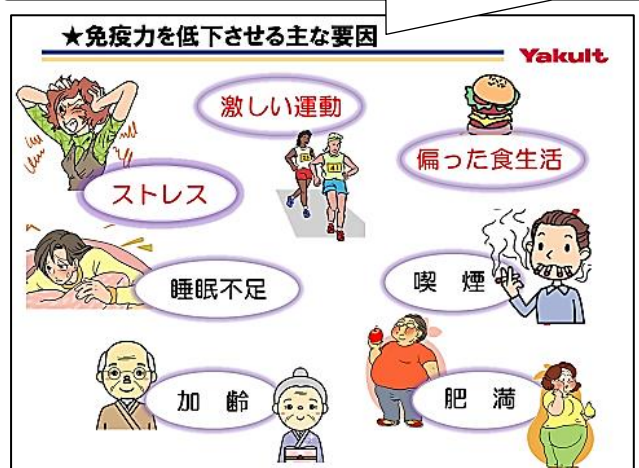 ★免疫力を低下させる主な要因
Yakult
激しい運動
偏った食生活
ストレス
睡眠不足
喫 煙
加 齢
肥 満